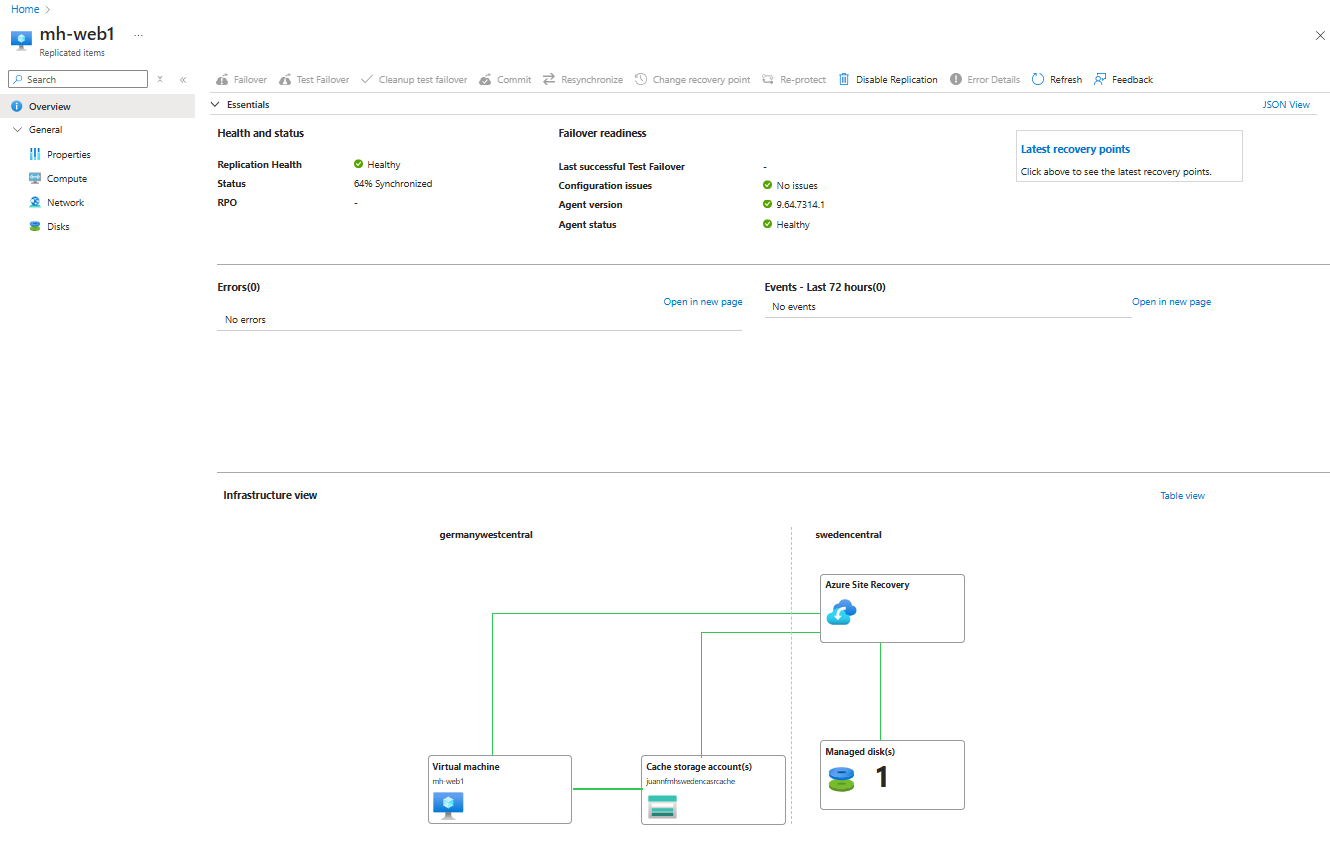 Home
mh-web1 ...
Replicated items
Search
Failover Test Failover Cleanup test failover Commit Resynchronize Change recovery point Re-protect Disable Replication Error Details Refresh Feedback
Overview
General
Properties
Compute
Network
Disks
Essentials
JSON View
Health and status
Replication Health Healthy
Status 64% Synchronized
RPO -
Failover readiness
Last successful Test Failover -
Configuration issues No issues
Agent version 9.64.7314.1
Agent status Healthy
Latest recovery points
Click above to see the latest recovery points.
Errors(0)
Open in new page
No errors
Events - Last 72 hours(0)
Open in new page
No events
Infrastructure view
Table view
germanywestcentral
swedencentral
Azure Site Recovery
Virtual machine
mh-web1
Cache storage account(s)
juannfmhswedencasrcache
Managed disk(s)
1